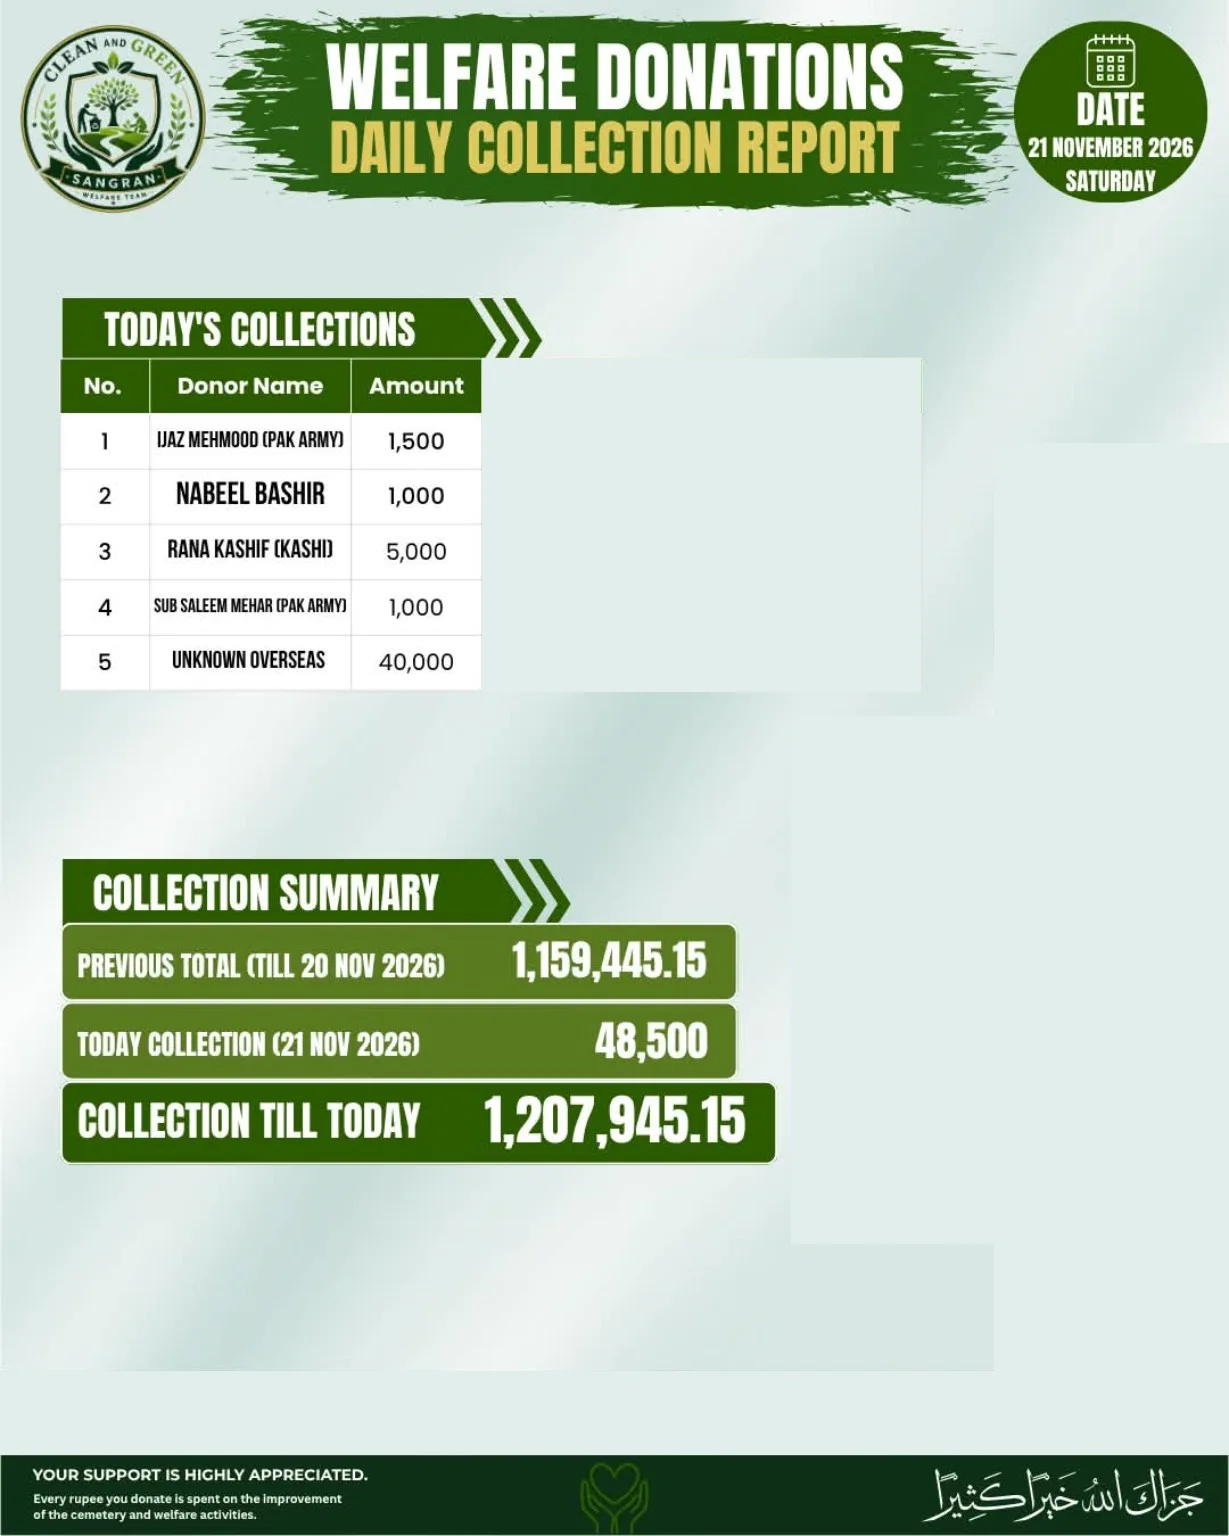 CLEAN AND GREEN
SANGRAN
WELFARE TEAM
WELFARE DONATIONS
DAILY COLLECTION REPORT
DATE
21 NOVEMBER 2026
SATURDAY
TODAY'S COLLECTIONS
No. Donor Name Amount
1 IJAZ MEHMOOD (PAK ARMY) 1,500
2 NABEEL BASHIR 1,000
3 RANA KASHIF (KASHI) 5,000
4 SUB SALEEM MEHAR (PAK ARMY) 1,000
5 UNKNOWN OVERSEAS 40,000
COLLECTION SUMMARY
PREVIOUS TOTAL (TILL 20 NOV 2026) 1,159,445.15
TODAY COLLECTION (21 NOV 2026) 48,500
COLLECTION TILL TODAY 1,207,945.15
YOUR SUPPORT IS HIGHLY APPRECIATED.
Every rupee you donate is spent on the improvement
of the cemetery and welfare activities.
جَزَاكَ اللهُ خَيْرًا كَثِيرًا